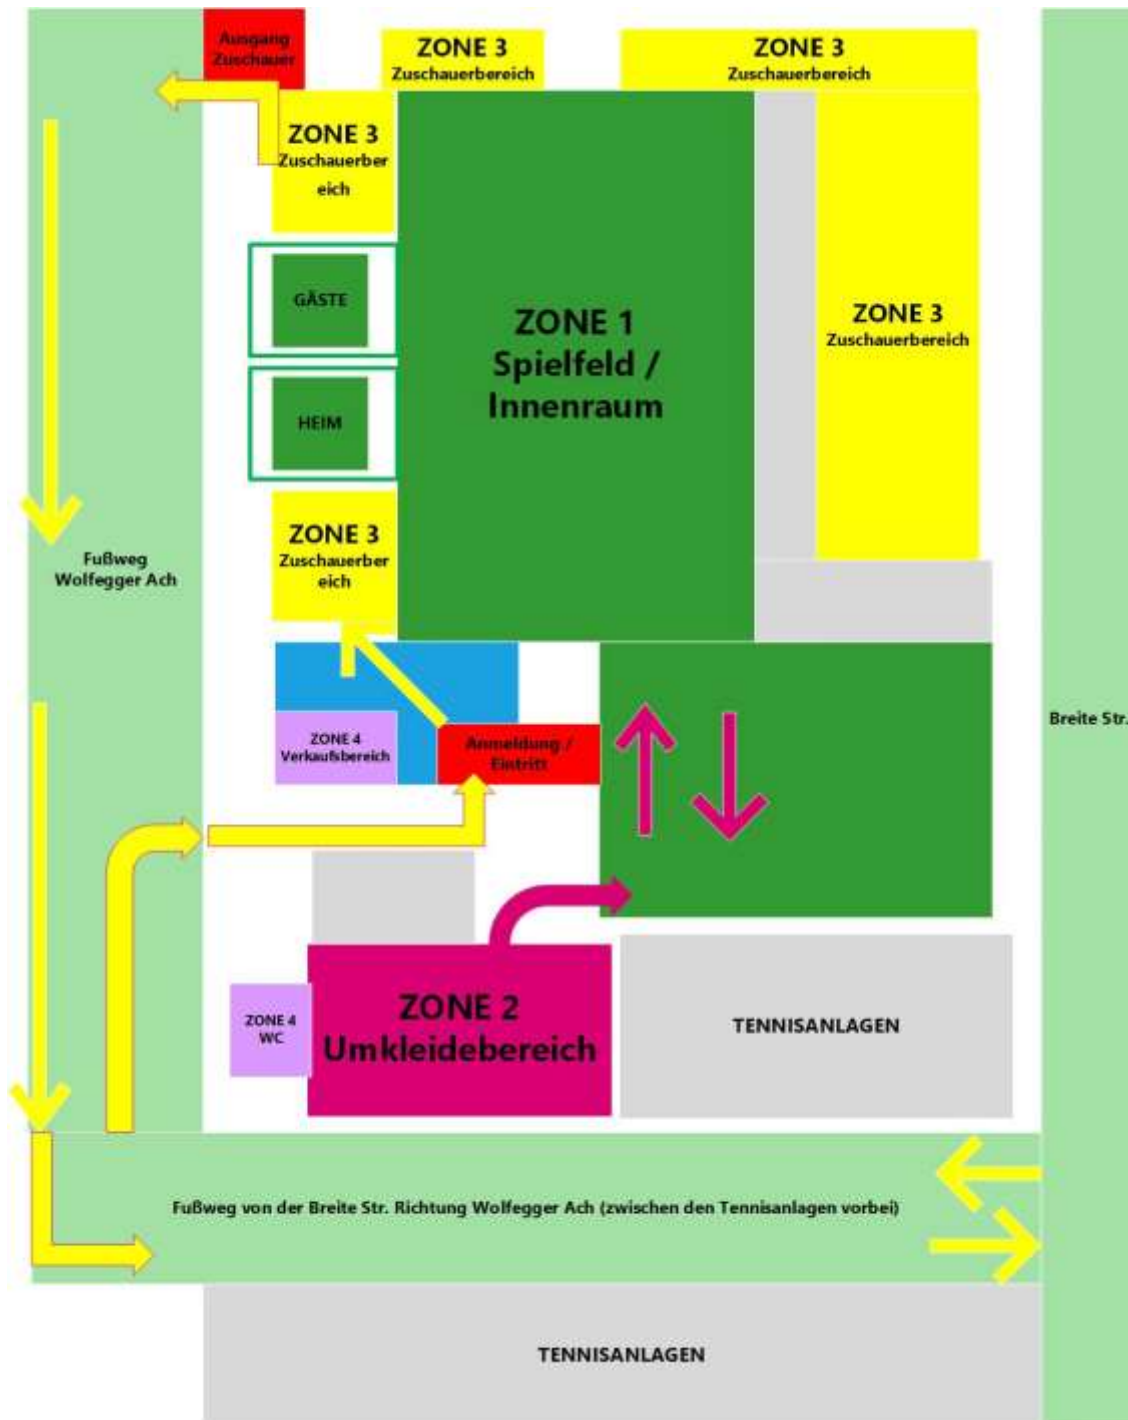 Ausgang
Zuschauer
ZONE 3
Zuschauerbereich
ZONE 3
Zuschauerbereich
ZONE 3
Zuschauerber
eich
GÄSTE
ZONE 1
Spielfeld /
Innenraum
ZONE 3
Zuschauerbereich
HEIM
ZONE 3
Zuschauerber
eich
Fußweg
Wolfegger Ach
Breite Str.
ZONE 4
Verkaufsbereich
Anmeldung /
Eintritt
ZONE 4
WC
ZONE 2
Umkleidebereich
TENNISANLAGEN
Fußweg von der Breite Str. Richtung Wolfegger Ach (zwischen den Tennisanlagen vorbei)
TENNISANLAGEN